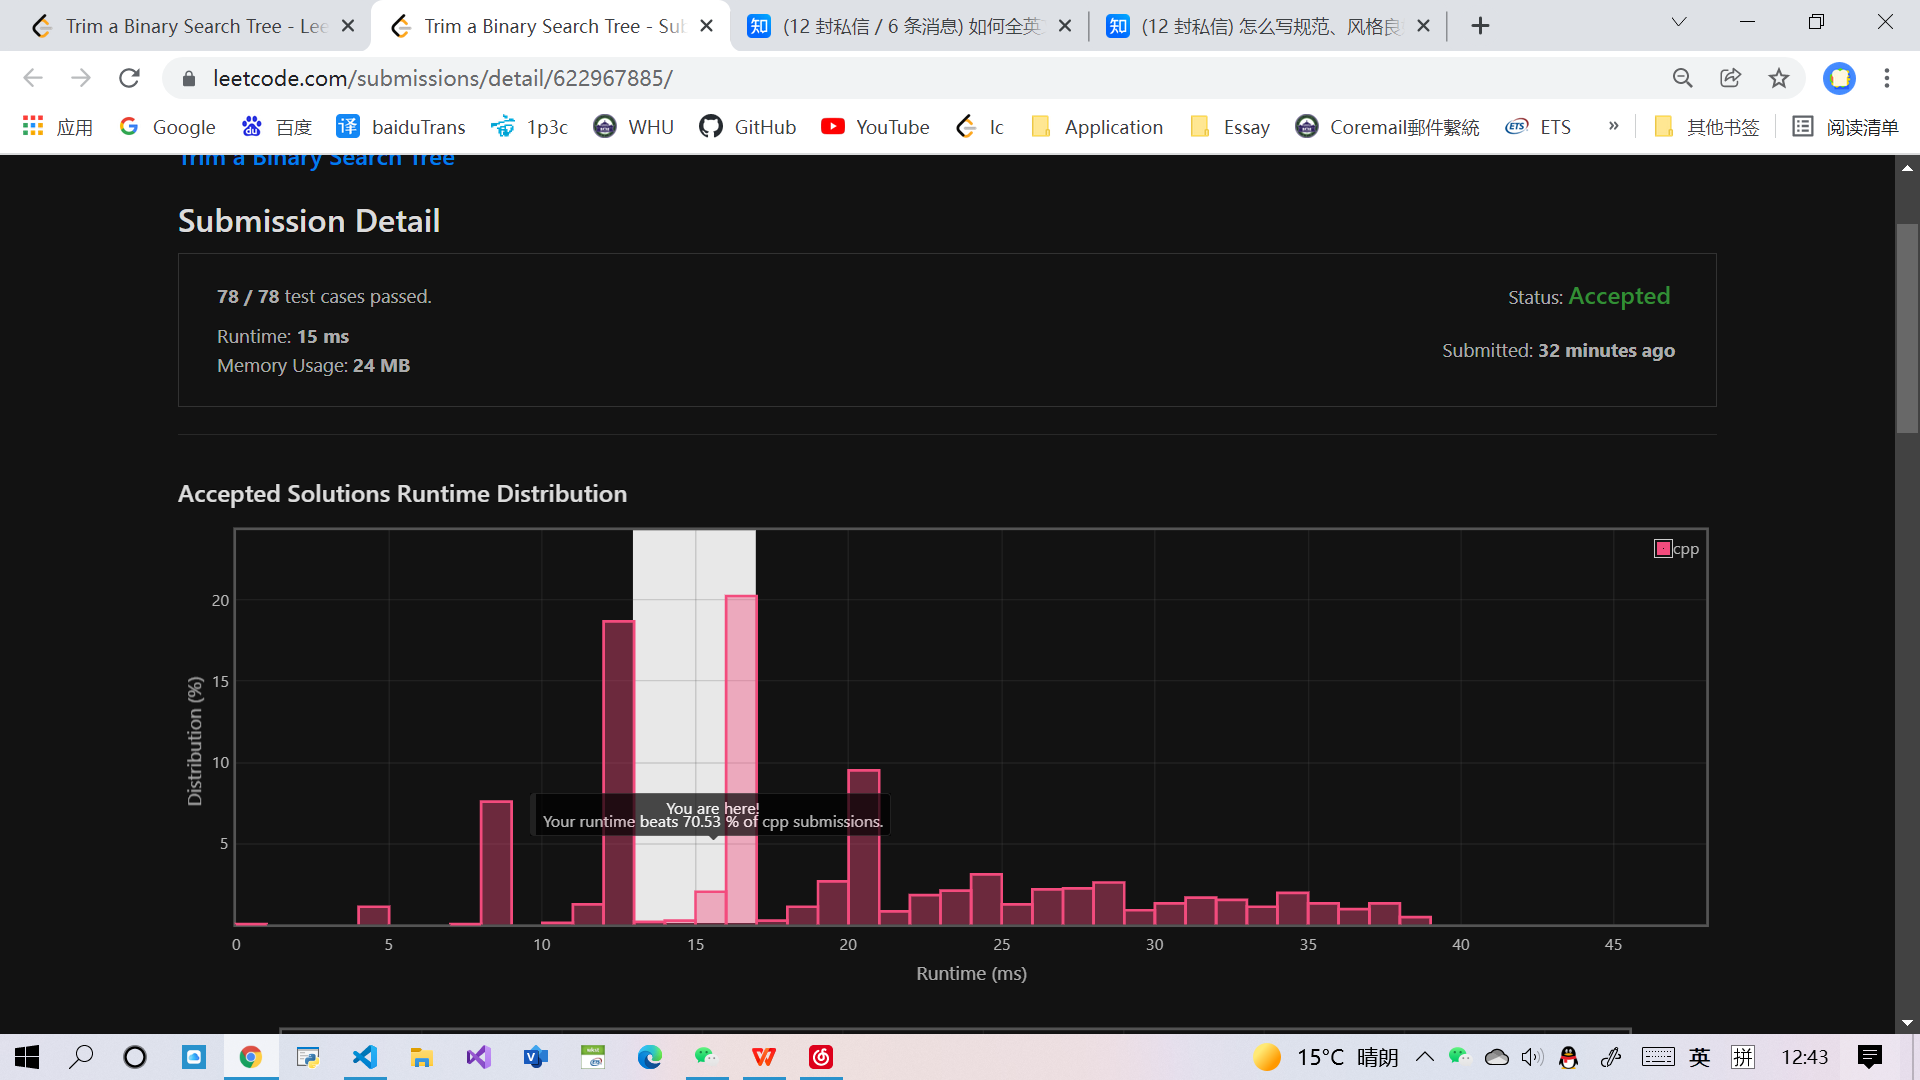 Trim a Binary Search Tree - Lee
Trim a Binary Search Tree - Sub
(12 封私信 / 6 条消息) 如何全英
(12 封私信) 怎么写规范、风格良
leetcode.com/submissions/detail/622967885/
应用
Google
百度
baiduTrans
1p3c
WHU
GitHub
YouTube
lc
Application
Essay
Coremail郵件繫統
ETS
»
其他书签
阅读清单
Trim a Binary Search Tree
Submission Detail
78 / 78 test cases passed.
Status: Accepted
Runtime: 15 ms
Submitted: 32 minutes ago
Memory Usage: 24 MB
Accepted Solutions Runtime Distribution
cpp
20
15
10
5
Distribution (%)
You are here!
Your runtime beats 70.53 % of cpp submissions.
0 5 10 15 20 25 30 35 40 45
Runtime (ms)
15°C 晴朗
英
拼
12:43